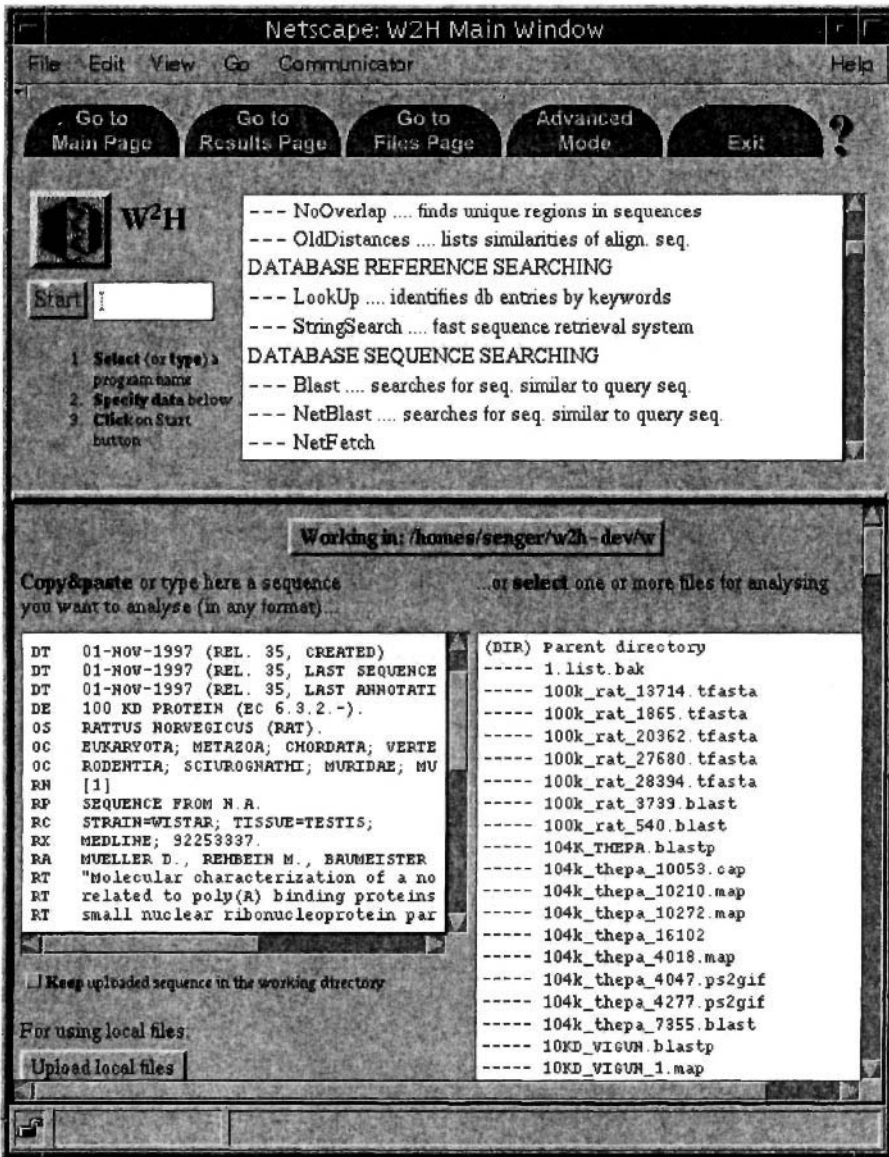 Netscape: W2H Main Window
File Edit View Go Communicator Help
Go to Main Page
Go to Results Page
Go to Files Page
Advanced Mode
Exit
?
W²H
Start
1. Select (or type) a
program name
2. Specify data below
3. Click on Start
button
--- NoOverlap .... finds unique regions in sequences
--- OldDistances .... lists similarities of align. seq.
DATABASE REFERENCE SEARCHING
--- LookUp .... identifies db entries by keywords
--- StringSearch .... fast sequence retrieval system
DATABASE SEQUENCE SEARCHING
--- Blast .... searches for seq. similar to query seq.
--- NetBlast .... searches for seq. similar to query seq.
--- NetFetch
Working in: /homes/senger/w2h-dev/w
Copy&paste or type here a sequence
you want to analyse (in any format)...
DT 01-NOV-1997 (REL. 35, CREATED)
DT 01-NOV-1997 (REL. 35, LAST SEQUENCE
DT 01-NOV-1997 (REL. 35, LAST ANNOTATI
DE 100 KD PROTEIN (EC 6.3.2.-).
OS RATTUS NORVEGICUS (RAT).
OC EUKARYOTA; METAZOA; CHORDATA; VERTE
OC RODENTIA; SCIUROGNATHI; MURIDAE; MU
RN [1]
RP SEQUENCE FROM N.A.
RC STRAIN=WISTAR; TISSUE=TESTIS;
RX MEDLINE; 92253337.
RA MUELLER D., REHBEIN M., BAUMEISTER
RT "Molecular characterization of a no
RT related to poly(A) binding proteins
RT small nuclear ribonucleoprotein par
Keep uploaded sequence in the working directory
For using local files:
Upload local files
...or select one or more files for analysing
(DIR) Parent directory
----- 1.list.bak
----- 100k_rat_13714.tfasta
----- 100k_rat_1865.tfasta
----- 100k_rat_20362.tfasta
----- 100k_rat_27680.tfasta
----- 100k_rat_28394.tfasta
----- 100k_rat_3739.blast
----- 100k_rat_540.blast
----- 104K_THEPA.blastp
----- 104k_thepa_10053.cap
----- 104k_thepa_10210.map
----- 104k_thepa_10272.map
----- 104k_thepa_16102
----- 104k_thepa_4018.map
----- 104k_thepa_4047.ps2gif
----- 104k_thepa_4277.ps2gif
----- 104k_thepa_7355.blast
----- 10KD_VIGUN.blastp
----- 10KD_VIGUN_1.map